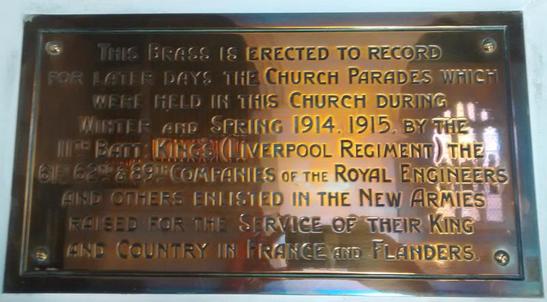 This Brass is erected to record
for later days the Church Parades which
were held in this Church during
Winter and Spring 1914.1915. by the
11th Batt: Kings (Liverpool Regiment) the
61st 62nd & 89th Companies of the Royal Engineers
and others enlisted in the New Armies
raised for the Service of their King
and Country in France and Flanders.